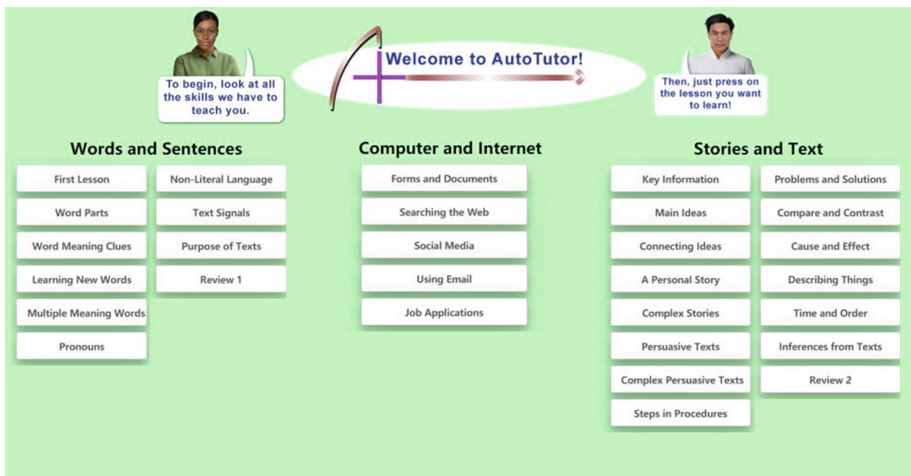 Welcome to AutoTutor!
To begin, look at all
the skills we have to
teach you.
Then, just press on
the lesson you want
to learn!
Words and Sentences
First Lesson
Word Parts
Word Meaning Clues
Learning New Words
Multiple Meaning Words
Pronouns
Non-Literal Language
Text Signals
Purpose of Texts
Review 1
Computer and Internet
Forms and Documents
Searching the Web
Social Media
Using Email
Job Applications
Stories and Text
Key Information
Main Ideas
Connecting Ideas
A Personal Story
Complex Stories
Persuasive Texts
Complex Persuasive Texts
Steps in Procedures
Problems and Solutions
Compare and Contrast
Cause and Effect
Describing Things
Time and Order
Inferences from Texts
Review 2